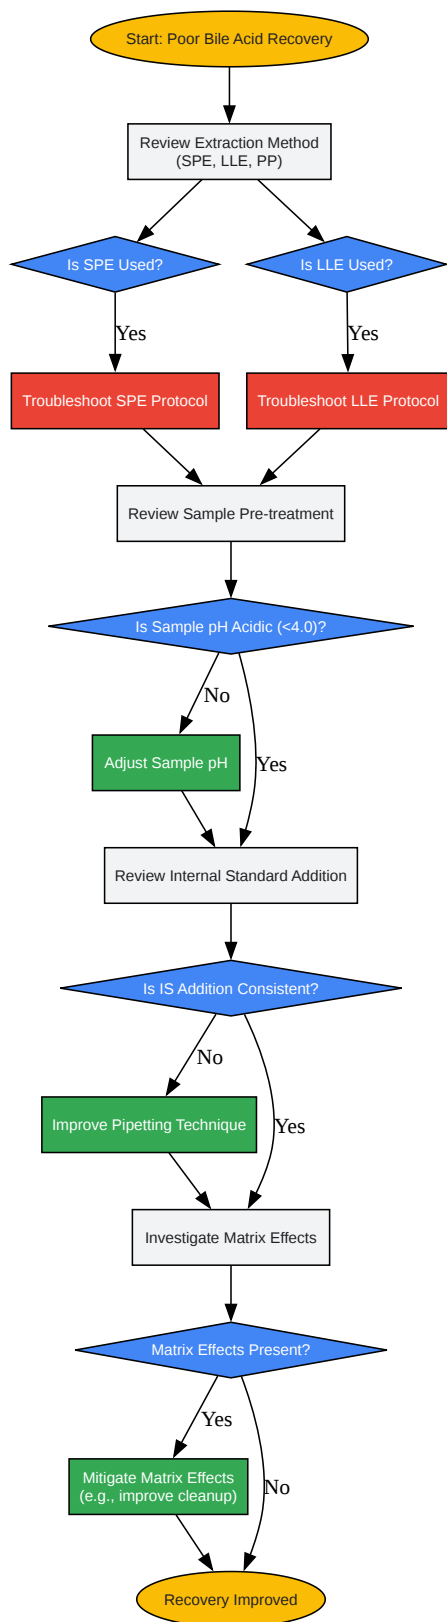 Start: Poor Bile Acid Recovery
Review Extraction Method
(SPE, LLE, PP)
Is SPE Used?
Is LLE Used?
Yes
Yes
Troubleshoot SPE Protocol
Troubleshoot LLE Protocol
Review Sample Pre-treatment
Is Sample pH Acidic (<4.0)?
No
Adjust Sample pH
Yes
Review Internal Standard Addition
Is IS Addition Consistent?
No
Improve Pipetting Technique
Yes
Investigate Matrix Effects
Matrix Effects Present?
Yes
Mitigate Matrix Effects
(e.g., improve cleanup)
No
Recovery Improved